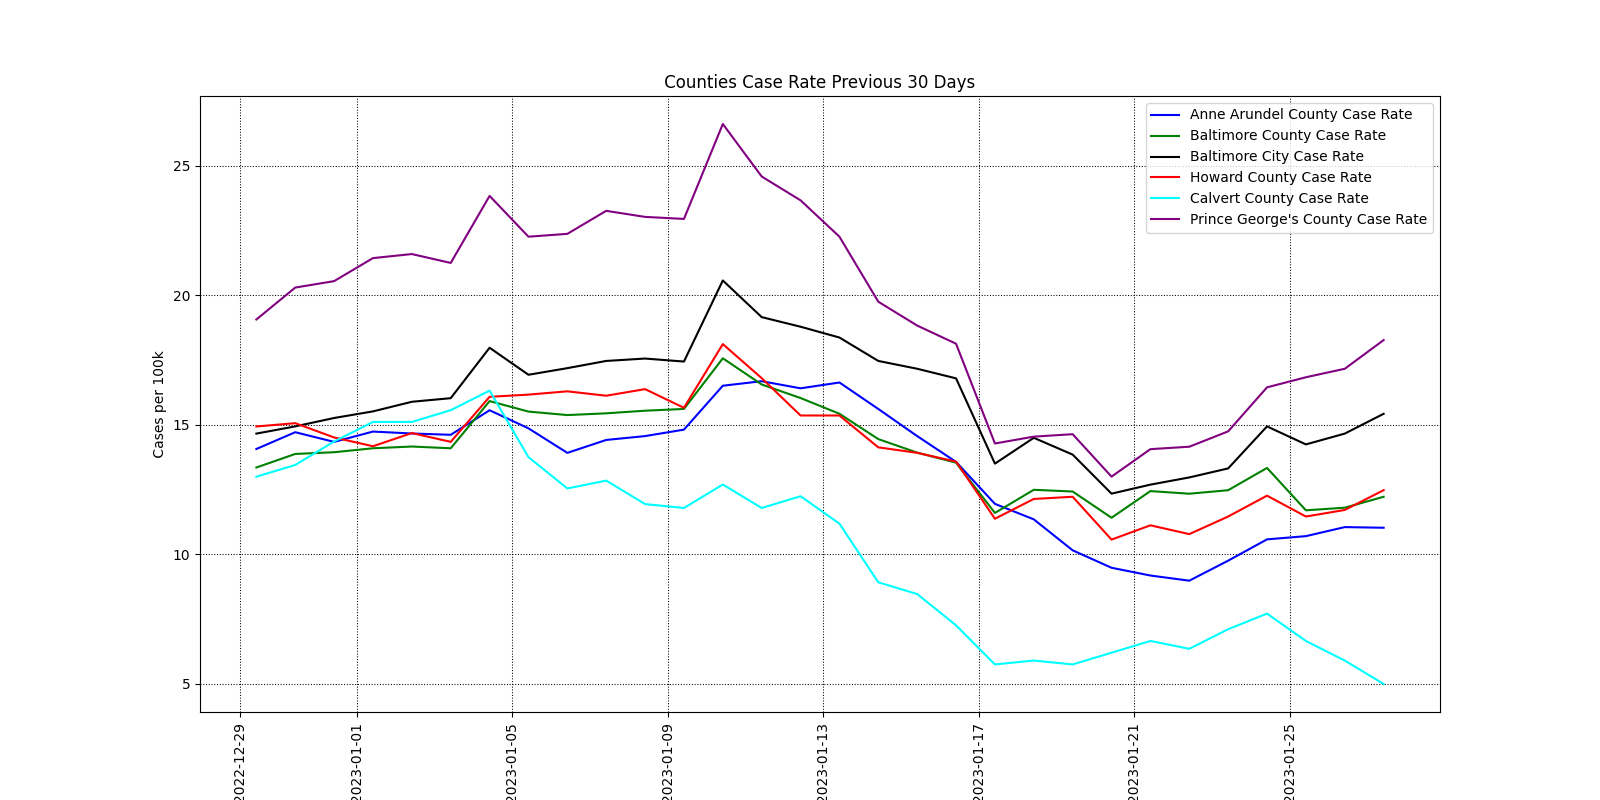 Counties Case Rate Previous 30 Days
Anne Arundel County Case Rate
Baltimore County Case Rate
Baltimore City Case Rate
Howard County Case Rate
Calvert County Case Rate
Prince George's County Case Rate
Cases per 100k
25
20
15
10
5
2022-12-29
2023-01-01
2023-01-05
2023-01-09
2023-01-13
2023-01-17
2023-01-21
2023-01-25